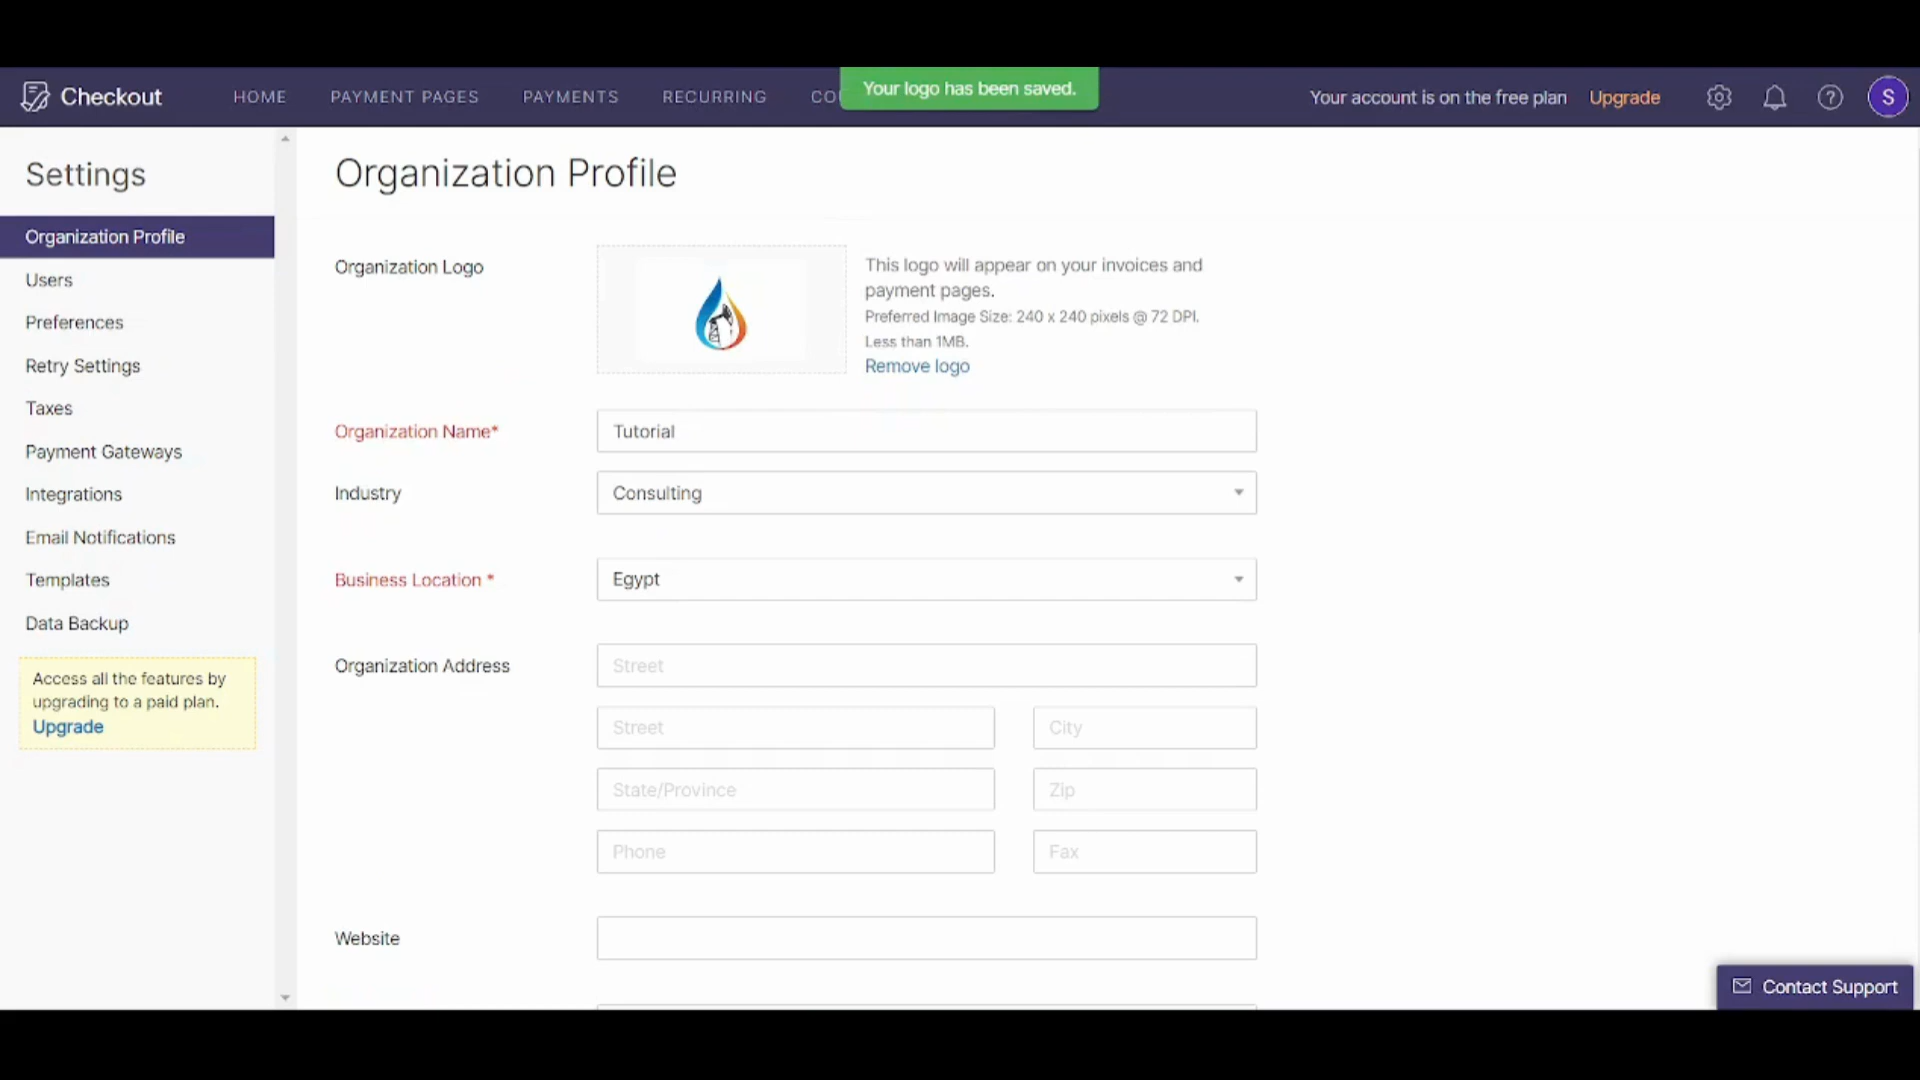 Checkout
HOME
PAYMENT PAGES
PAYMENTS
RECURRING
Your logo has been saved.
Your account is on the free plan
Upgrade
S
Settings
Organization Profile
Users
Preferences
Retry Settings
Taxes
Payment Gateways
Integrations
Email Notifications
Templates
Data Backup
Access all the features by
upgrading to a paid plan.
Upgrade
Organization Profile
Organization Logo
This logo will appear on your invoices and
payment pages.
Preferred Image Size: 240 x 240 pixels @ 72 DPI.
Less than 1MB.
Remove logo
Organization Name*
Tutorial
Industry
Consulting
Business Location *
Egypt
Organization Address
Street
Street
City
State/Province
Zip
Phone
Fax
Website
Contact Support